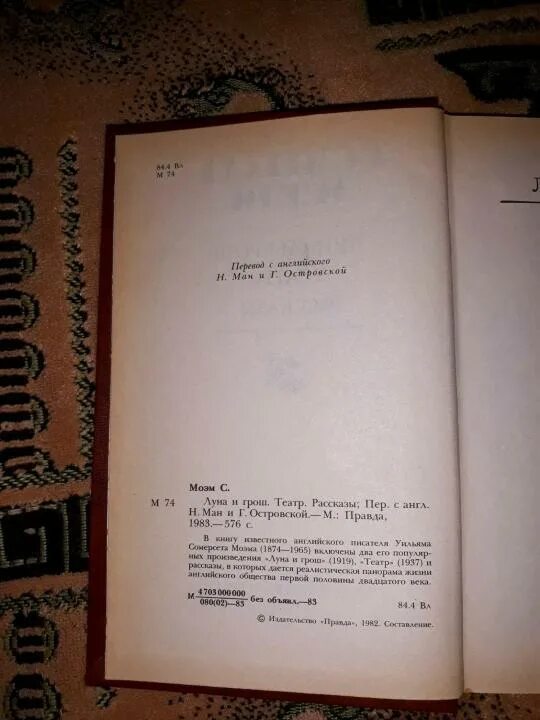 84.4 Вл
М 74
Перевод с английского
Н. Ман и Г. Островской
Моэм С.
М 74 Луна и грош. Театр. Рассказы; Пер. с англ.
Н. Ман и Г. Островской.— М.: Правда,
1983.— 576 с.
В книгу известного английского писателя Уильяма
Сомерсета Моэма (1874—1965) включены два его популяр-
ных произведения «Луна и грош» (1919), «Театр» (1937) и
рассказы, в которых дается реалистическая панорама жизни
английского общества первой половины двадцатого века.
М 4703000000
080(02)—83 без объявл.—83
84.4 Вл
© Издательство «Правда», 1982. Составление.